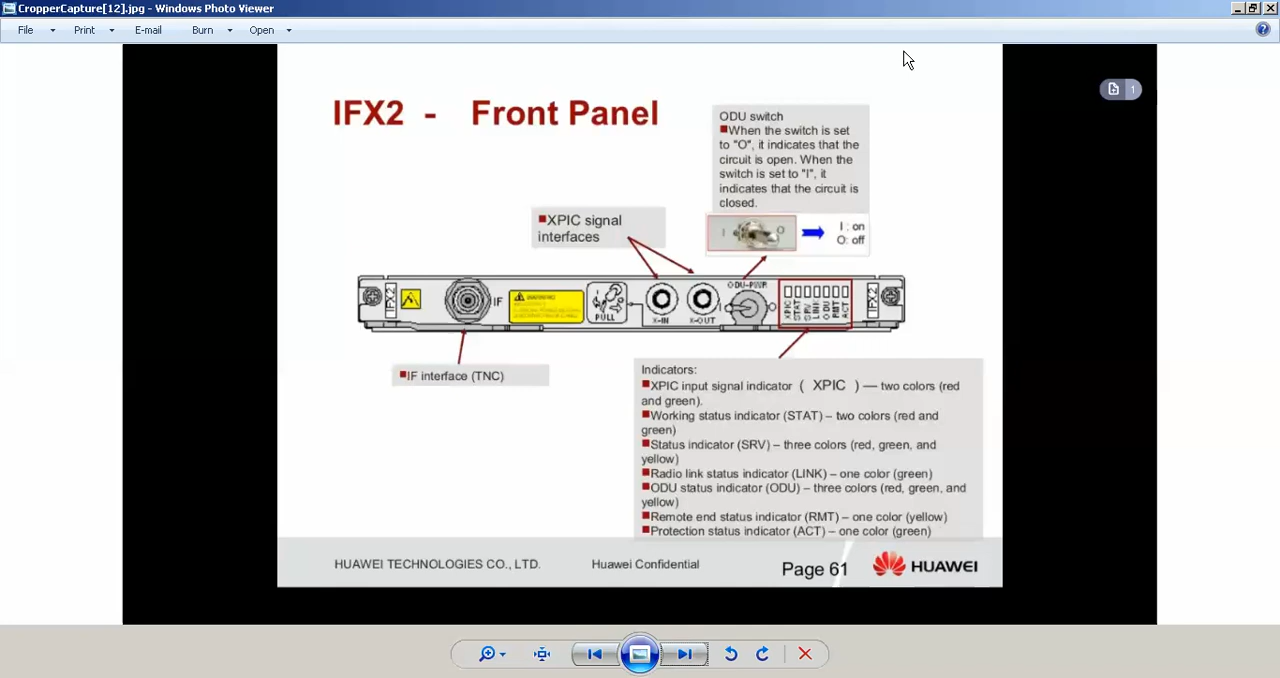 CropperCapture[12].jpg - Windows Photo Viewer
File Print E-mail Burn Open
1
IFX2 - Front Panel
ODU switch
When the switch is set
to "O", it indicates that the
circuit is open. When the
switch is set to "I", it
indicates that the circuit is
closed.
I O
I : on
O: off
XPIC signal
interfaces
IFX2
IF
WARNING
PULL
X-IN
X-OUT
ODU-PWR
I O
XPIC
STAT
SRV
LINK
ODU
RMT
ACT
IFX2
IF interface (TNC)
Indicators:
XPIC input signal indicator ( XPIC ) — two colors (red
and green).
Working status indicator (STAT) – two colors (red and
green)
Status indicator (SRV) – three colors (red, green, and
yellow)
Radio link status indicator (LINK) – one color (green)
ODU status indicator (ODU) – three colors (red, green, and
yellow)
Remote end status indicator (RMT) – one color (yellow)
Protection status indicator (ACT) – one color (green)
HUAWEI TECHNOLOGIES CO., LTD.
Huawei Confidential
Page 61
HUAWEI